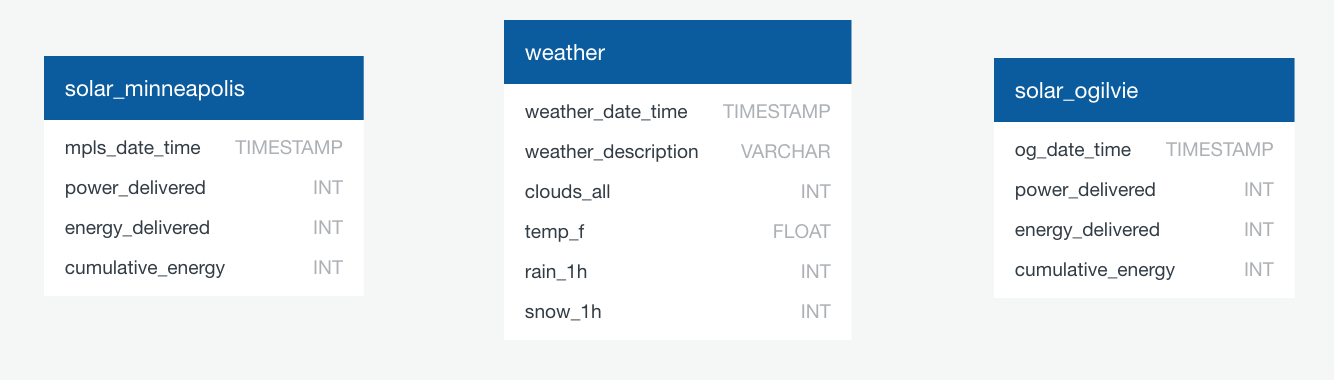 solar_minneapolis
mpls_date_time TIMESTAMP
power_delivered INT
energy_delivered INT
cumulative_energy INT
weather
weather_date_time TIMESTAMP
weather_description VARCHAR
clouds_all INT
temp_f FLOAT
rain_1h INT
snow_1h INT
solar_ogilvie
og_date_time TIMESTAMP
power_delivered INT
energy_delivered INT
cumulative_energy INT